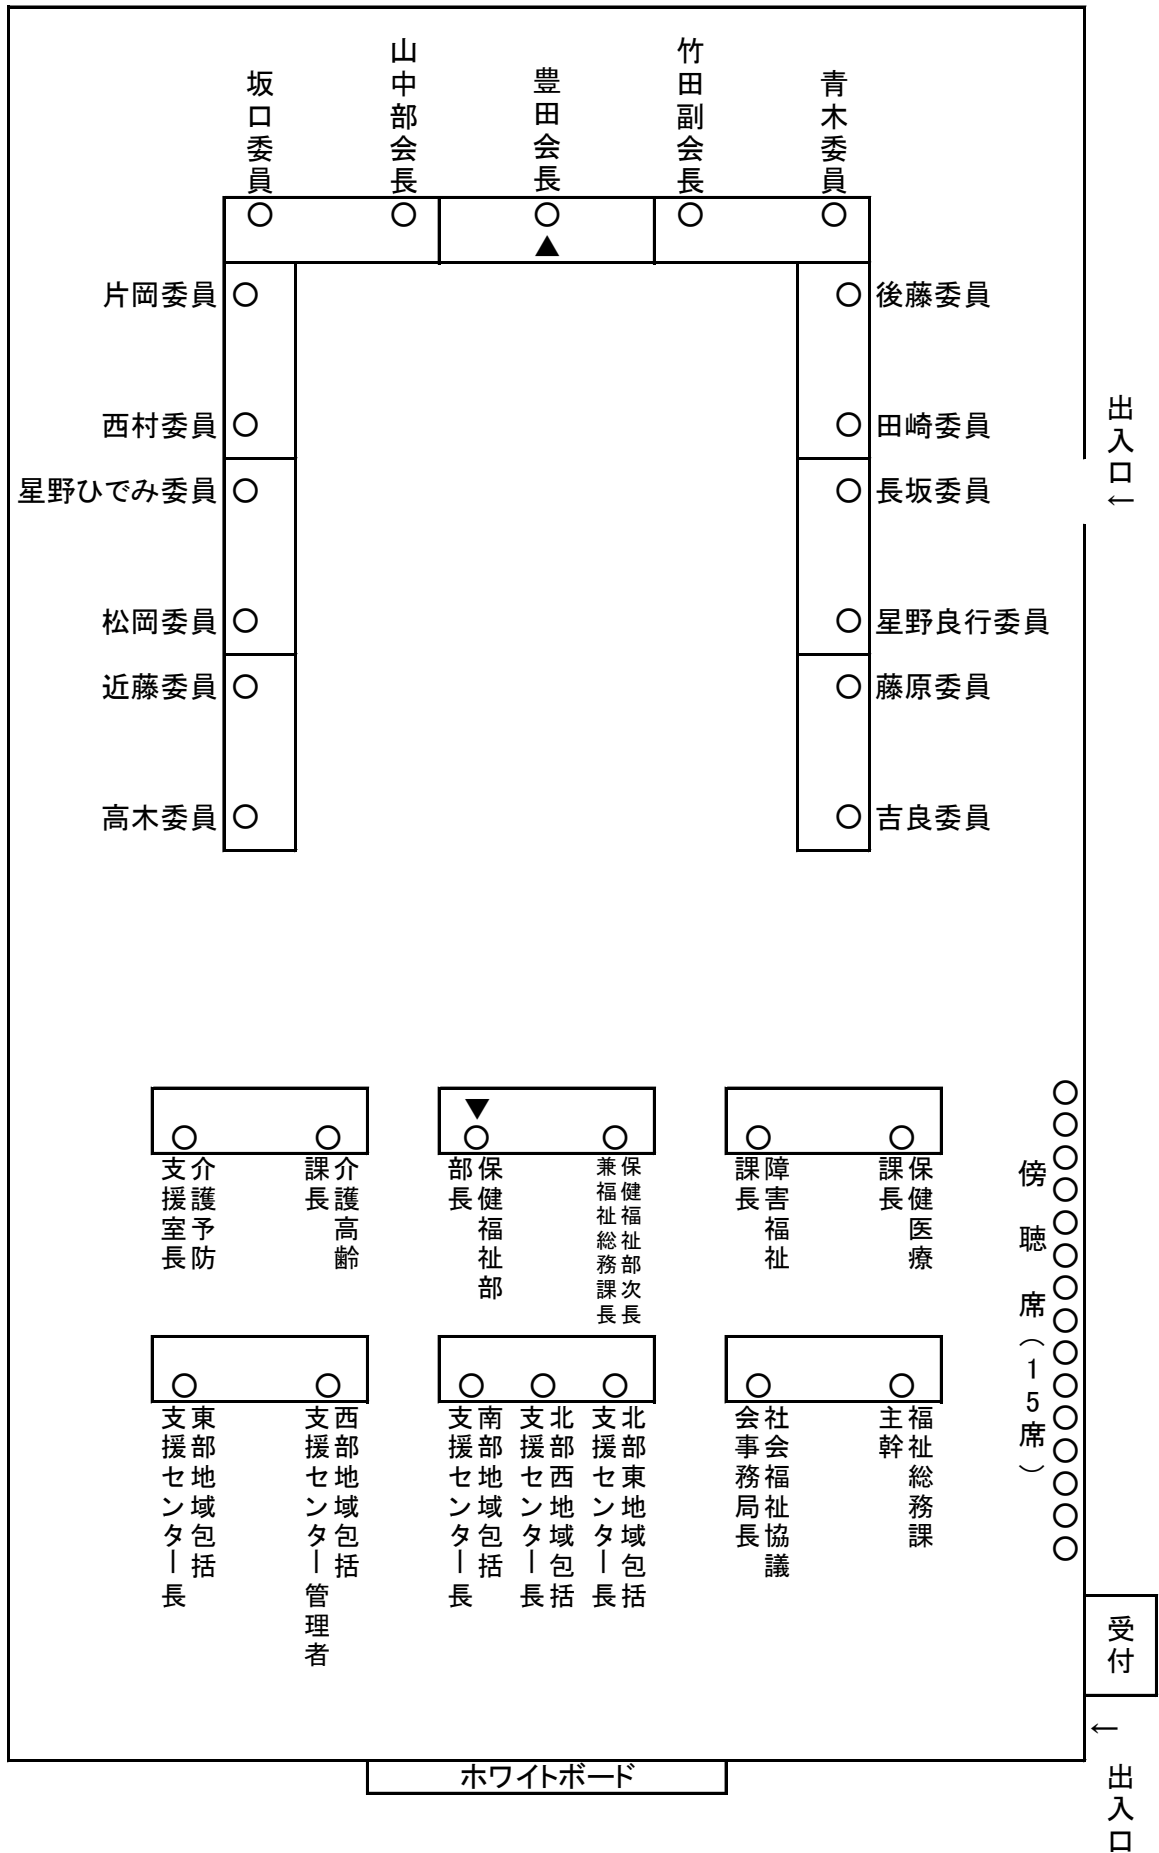 坂口委員
山中部会長
豊田会長
竹田副会長
青木委員
片岡委員
後藤委員
西村委員
田崎委員
星野ひでみ委員
長坂委員
松岡委員
星野良行委員
近藤委員
藤原委員
高木委員
吉良委員
出入口←
介護予防
支援室長
介護高齢
課長
保健福祉部
部長
保健福祉部次長
兼福祉総務課長
障害福祉
課長
保健医療
課長
傍聴席(15席)
東部地域包括
支援センター長
西部地域包括
支援センター管理者
南部地域包括
支援センター長
北部西地域包括
支援センター長
北部東地域包括
支援センター長
社会福祉協議
会事務局長
福祉総務課
主幹
受付
←
出入口
ホワイトボード